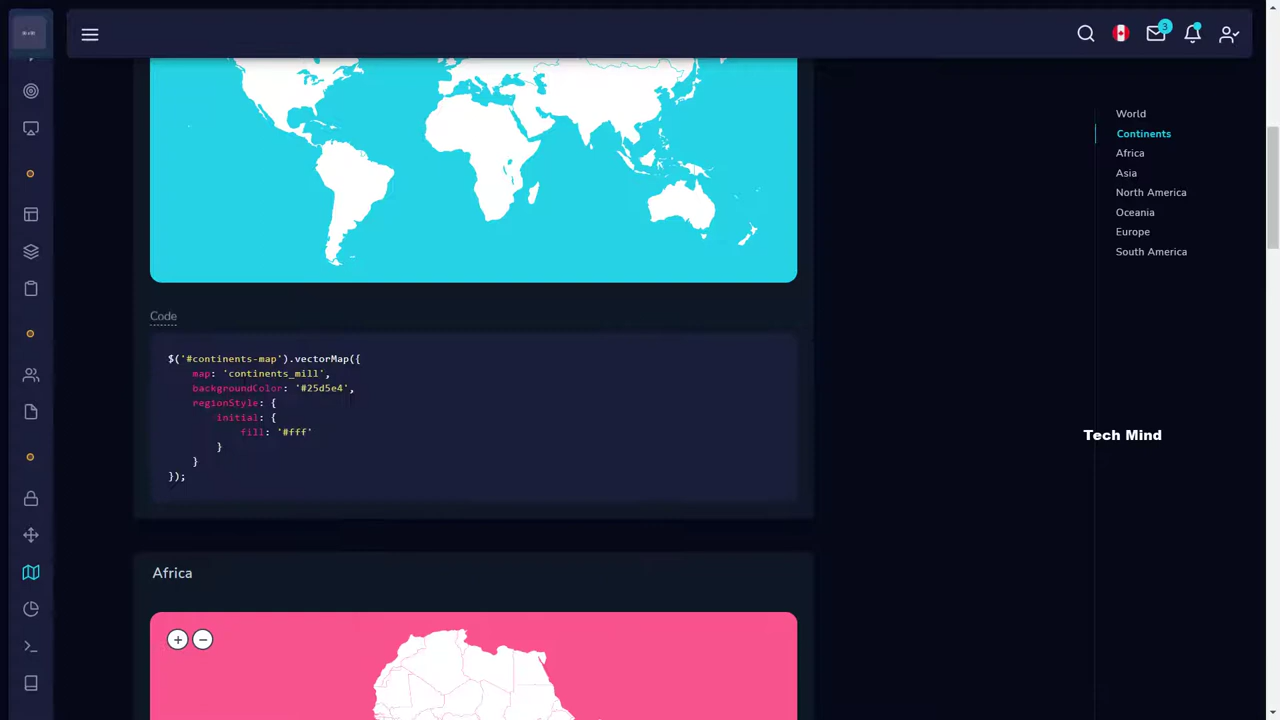 3
World
Continents
Africa
Asia
North America
Oceania
Europe
South America
Code
$('#continents-map').vectorMap({
map: 'continents_mill',
backgroundColor: '#25d5e4',
regionStyle: {
initial: {
fill: '#fff'
}
}
});
Tech Mind
Africa
+ −